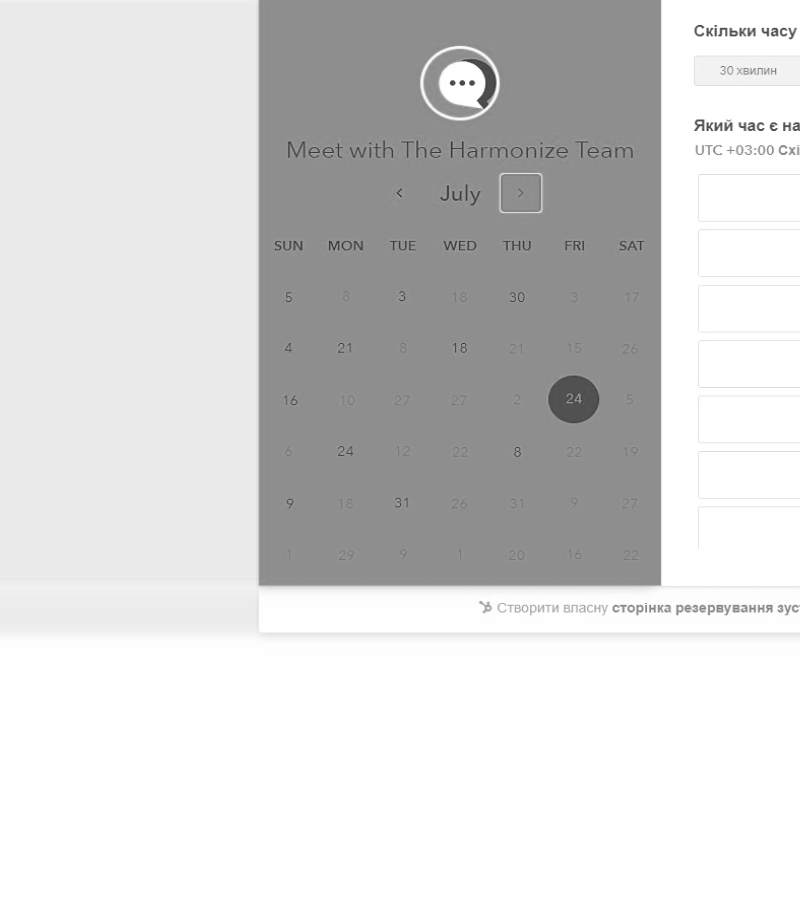 Meet with The Harmonize Team
July
SUN MON TUE WED THU FRI SAT
5 8 3 18 30 3 17
4 21 8 18 21 15 26
16 10 27 27 2 24 5
6 24 12 22 8 22 19
9 18 31 26 31 9 27
1 29 9 1 20 16 22
Скільки часу
30 хвилин
Який час є на
UTC +03:00 Схі
Створити власну сторінка резервування зус